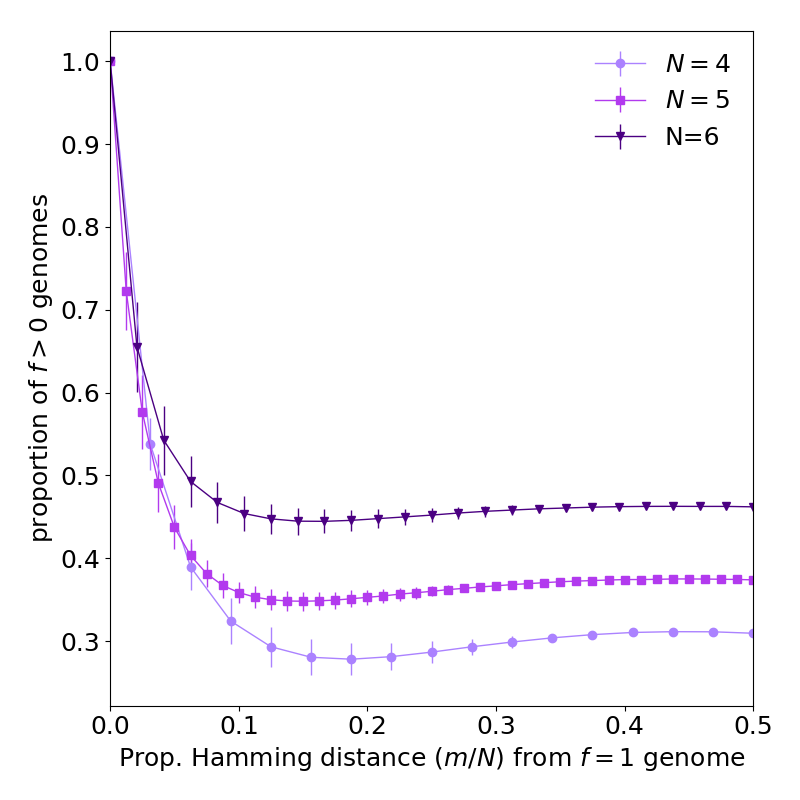 1.0
0.9
0.8
0.7
0.6
0.5
0.4
0.3
proportion of f > 0 genomes
N = 4
N = 5
N=6
0.0 0.1 0.2 0.3 0.4 0.5
Prop. Hamming distance (m/N) from f = 1 genome